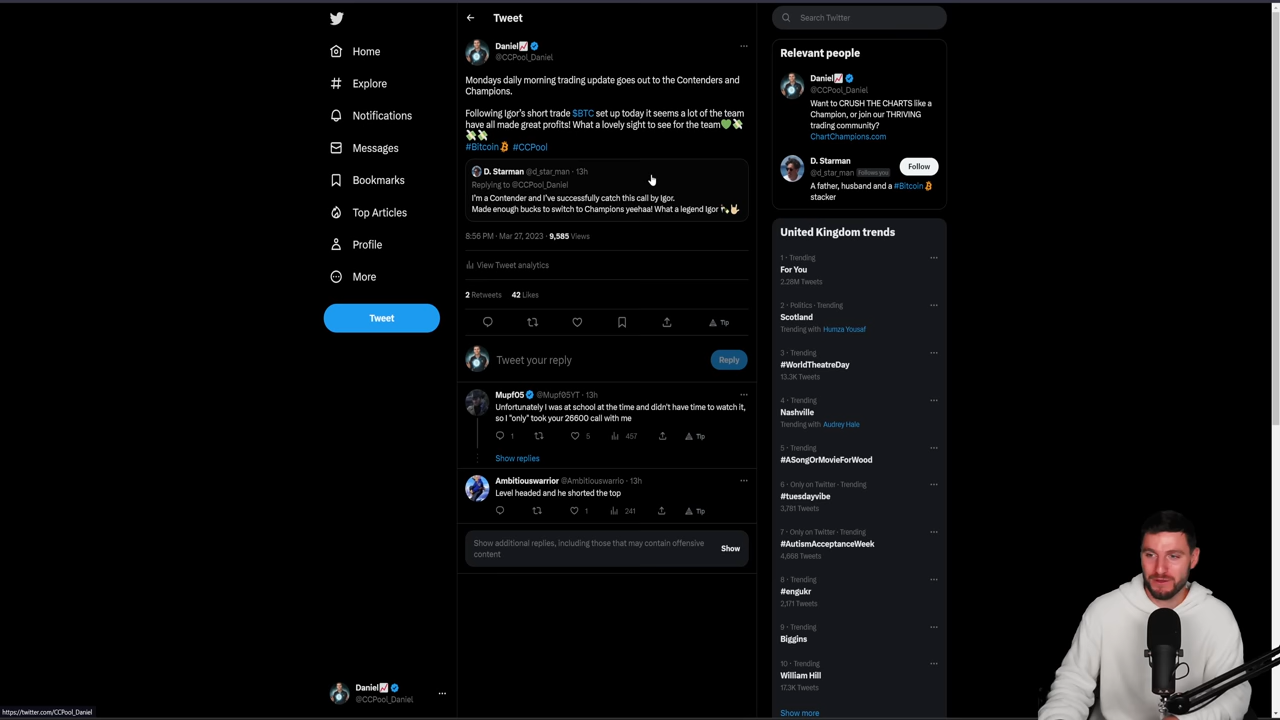 Tweet
Search Twitter
Daniel📈
@CCPool_Daniel
Mondays daily morning trading update goes out to the Contenders and
Champions.
Following Igor's short trade $BTC set up today it seems a lot of the team
have all made great profits! What a lovely sight to see for the team💚💸
💸💸
#Bitcoin #CCPool
D. Starman @d_star_man · 13h
Replying to @CCPool_Daniel
I'm a Contender and I've successfully catch this call by Igor.
Made enough bucks to switch to Champions yeehaa! What a legend Igor 🍾🤟🏻
8:56 PM · Mar 27, 2023 · 9,585 Views
View Tweet analytics
2 Retweets 42 Likes
Tip
Tweet your reply
Reply
Mupf05 @Mupf05YT · 13h
Unfortunately I was at school at the time and didn't have time to watch it,
so I "only" took your 26600 call with me
1 5 457 Tip
Show replies
Ambitiouswarrior @Ambitiouswarrio · 13h
Level headed and he shorted the top
1 241 Tip
Show additional replies, including those that may contain offensive
content
Show
Home
Explore
Notifications
Messages
Bookmarks
Top Articles
Profile
More
Tweet
Daniel📈
@CCPool_Daniel
https://twitter.com/CCPool_Daniel
Relevant people
Daniel📈
@CCPool_Daniel
Want to CRUSH THE CHARTS like a
Champion, or join our THRIVING
trading community?
ChartChampions.com
D. Starman
@d_star_man Follows you
Follow
A father, husband and a #Bitcoin
stacker
United Kingdom trends
1 · Trending
For You
2.26M Tweets
2 · Politics · Trending
Scotland
Trending with Humza Yousaf
3 · Trending
#WorldTheatreDay
13.3K Tweets
4 · Trending
Nashville
Trending with Audrey Hale
5 · Trending
#ASongOrMovieForWood
6 · Only on Twitter · Trending
#tuesdayvibe
3,781 Tweets
7 · Only on Twitter · Trending
#AutismAcceptanceWeek
4,668 Tweets
8 · Trending
#engukr
2,171 Tweets
9 · Trending
Biggins
10 · Trending
William Hill
17.3K Tweets
Show more